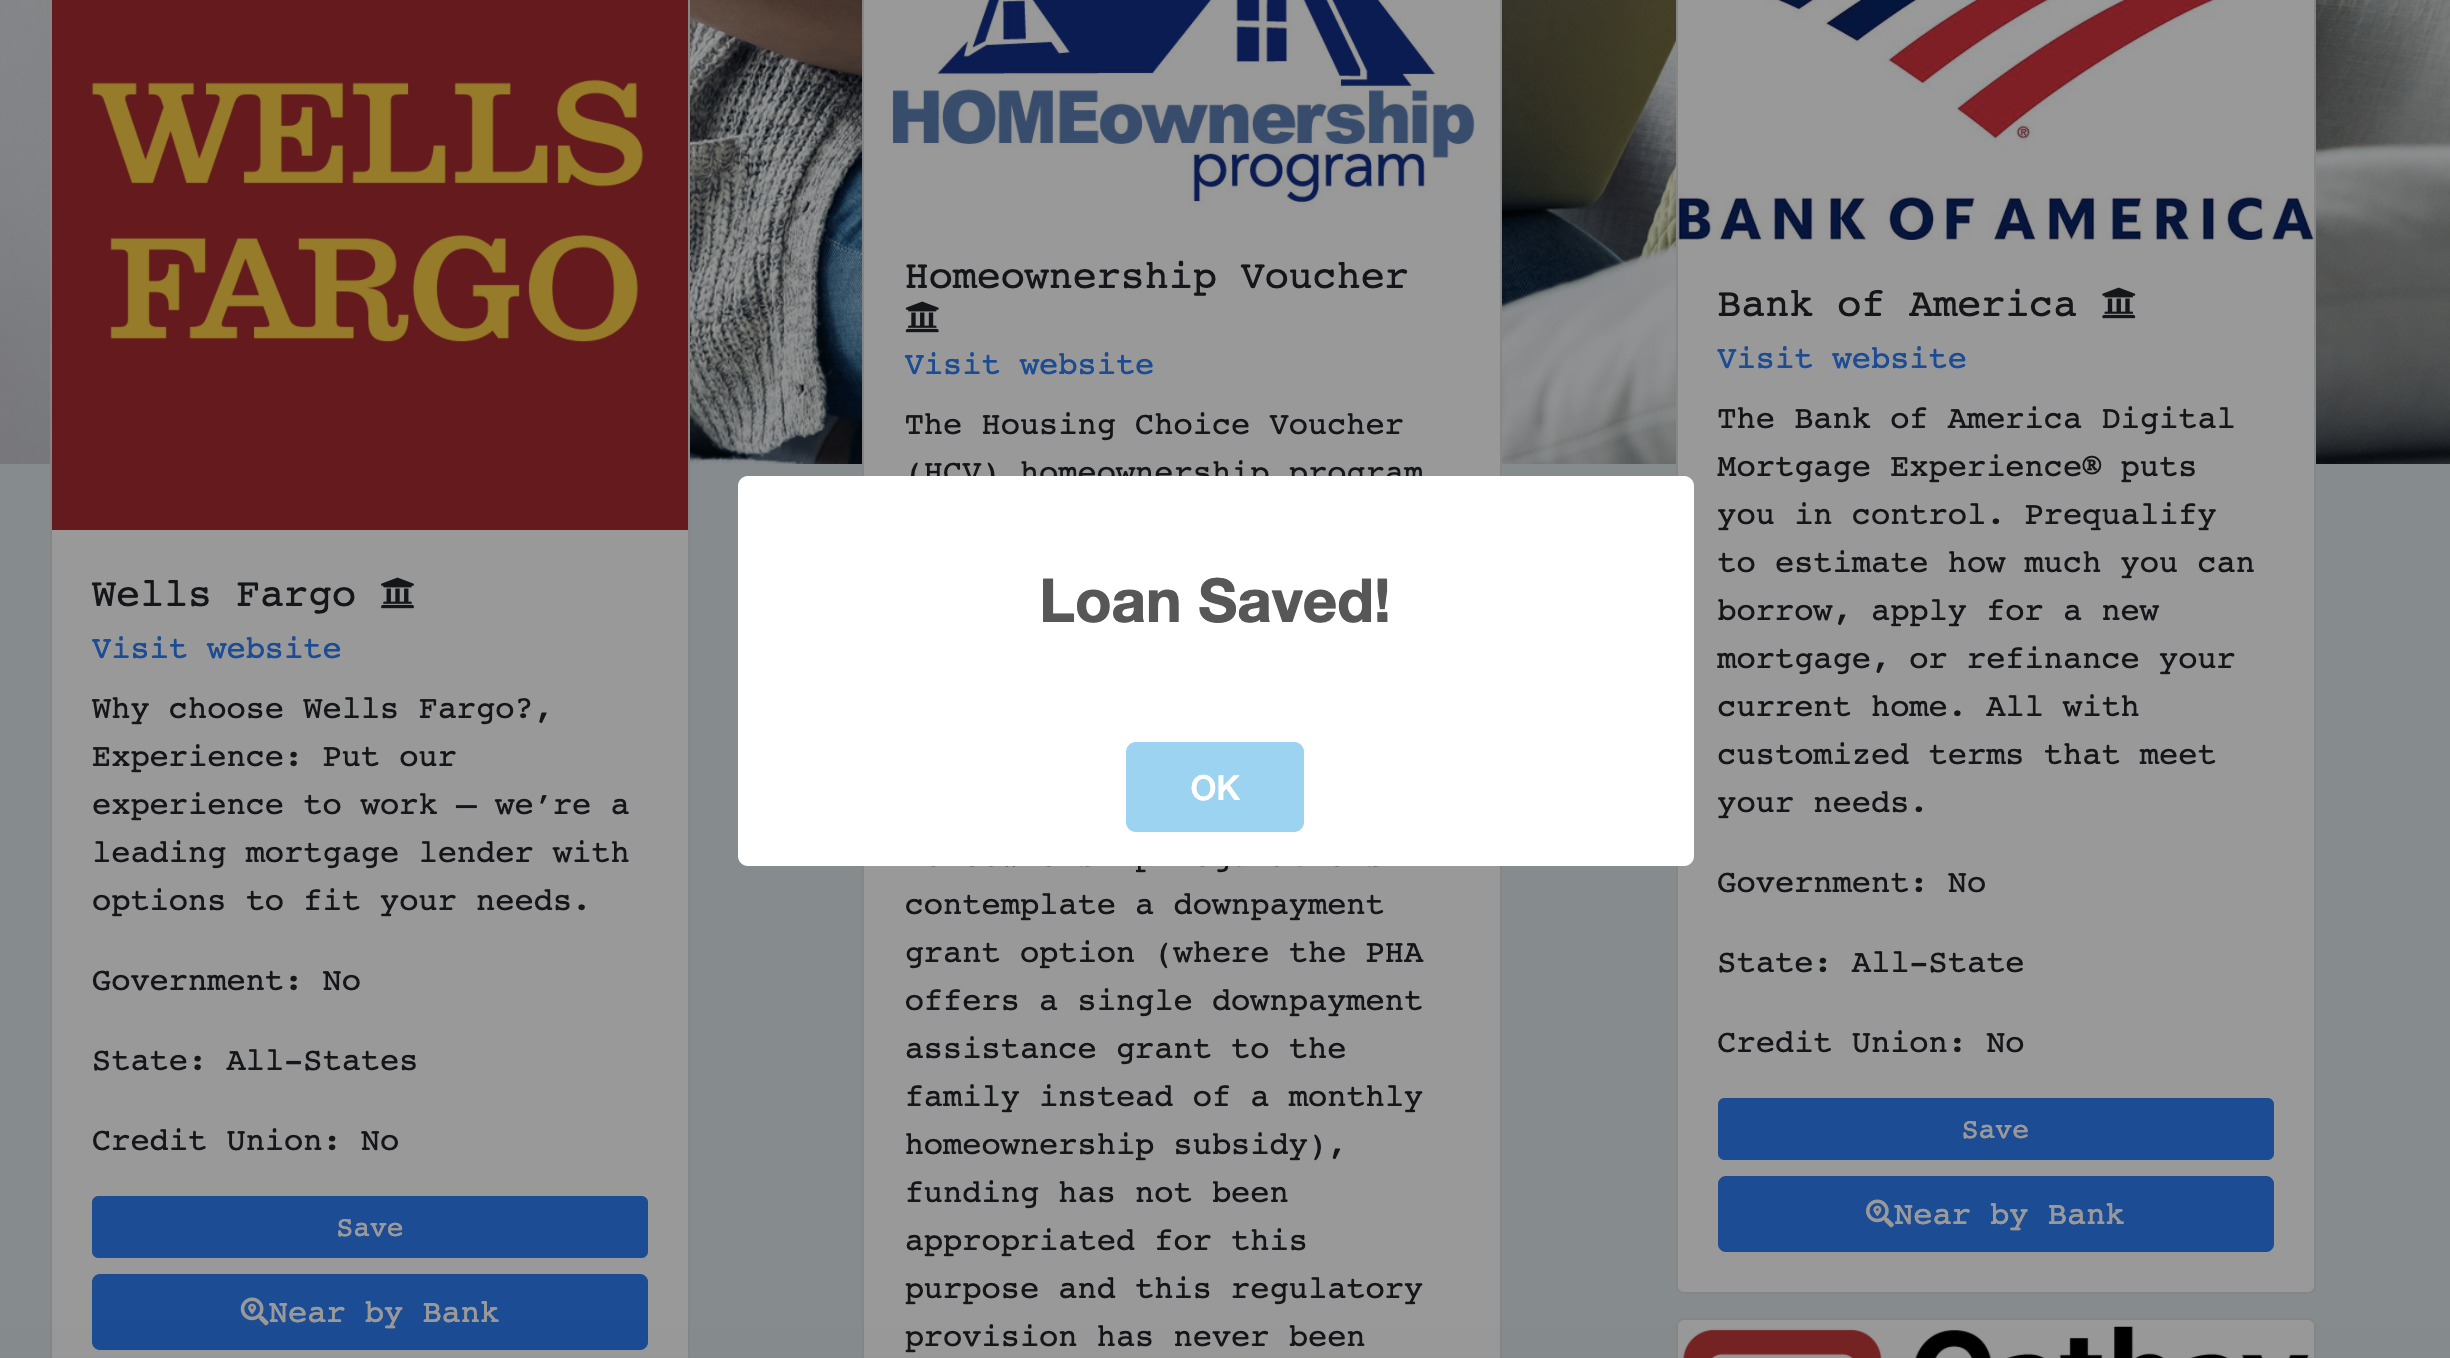 WELLS
FARGO
Wells Fargo
Visit website
Why choose Wells Fargo?,
Experience: Put our
experience to work – we’re a
leading mortgage lender with
options to fit your needs.
Government: No
State: All-States
Credit Union: No
Save
Near by Bank
HOMEownership
program
Homeownership Voucher
Visit website
The Housing Choice Voucher
(HCV) homeownership program
Loan Saved!
OK
contemplate a downpayment
grant option (where the PHA
offers a single downpayment
assistance grant to the
family instead of a monthly
homeownership subsidy),
funding has not been
appropriated for this
purpose and this regulatory
provision has never been
BANK OF AMERICA
Bank of America
Visit website
The Bank of America Digital
Mortgage Experience® puts
you in control. Prequalify
to estimate how much you can
borrow, apply for a new
mortgage, or refinance your
current home. All with
customized terms that meet
your needs.
Government: No
State: All-State
Credit Union: No
Save
Near by Bank